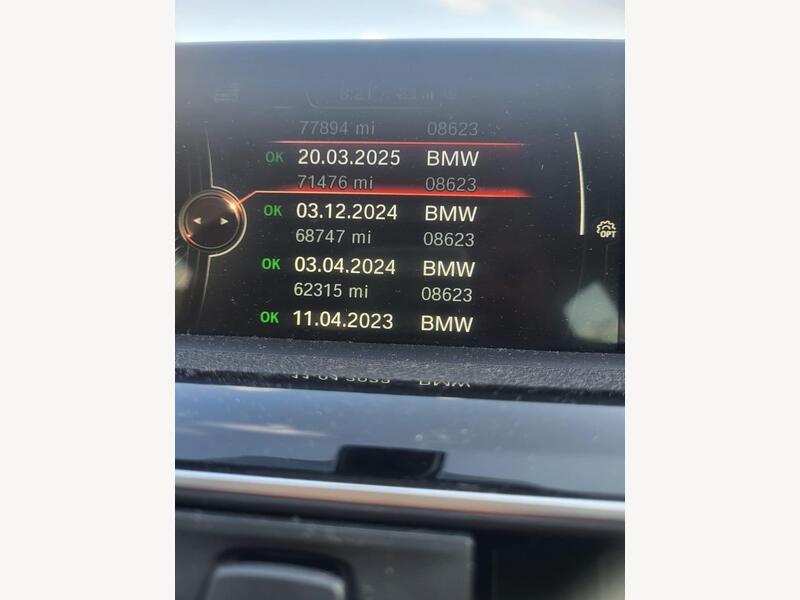 77894 mi 08623
OK 20.03.2025 BMW
71476 mi 08623
OK 03.12.2024 BMW
68747 mi 08623
OK 03.04.2024 BMW
62315 mi 08623
OK 11.04.2023 BMW
OPT